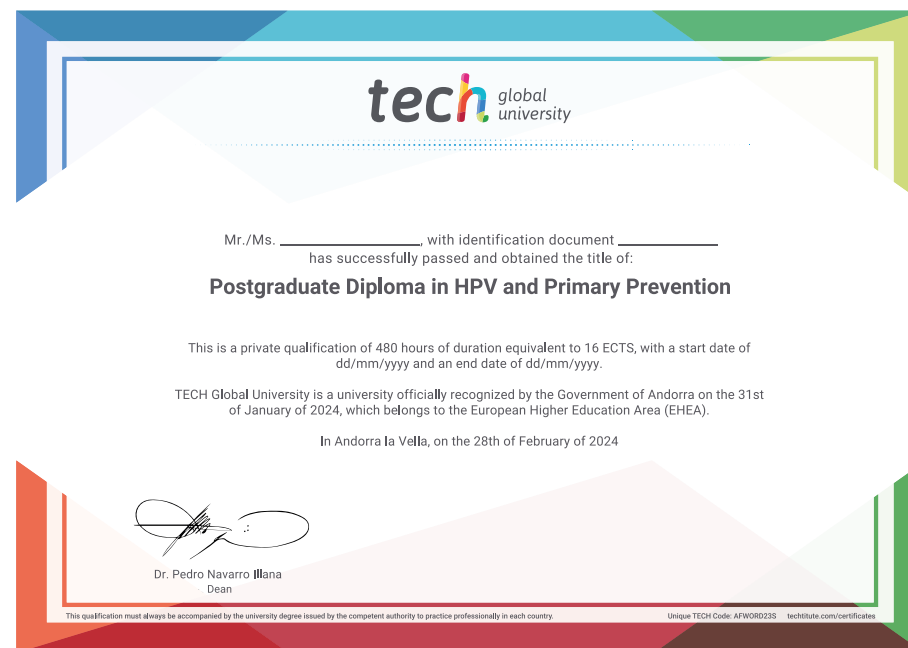 tech global university
Mr./Ms. ____________, with identification document ____________
has successfully passed and obtained the title of:
Postgraduate Diploma in HPV and Primary Prevention
This is a private qualification of 480 hours of duration equivalent to 16 ECTS, with a start date of
dd/mm/yyyy and an end date of dd/mm/yyyy.
TECH Global University is a university officially recognized by the Government of Andorra on the 31st
of January of 2024, which belongs to the European Higher Education Area (EHEA).
In Andorra la Vella, on the 28th of February of 2024
Dr. Pedro Navarro Illana
Dean
This qualification must always be accompanied by the university degree issued by the competent authority to practice professionally in each country.
Unique TECH Code: AFWORD23S techtitute.com/certificates